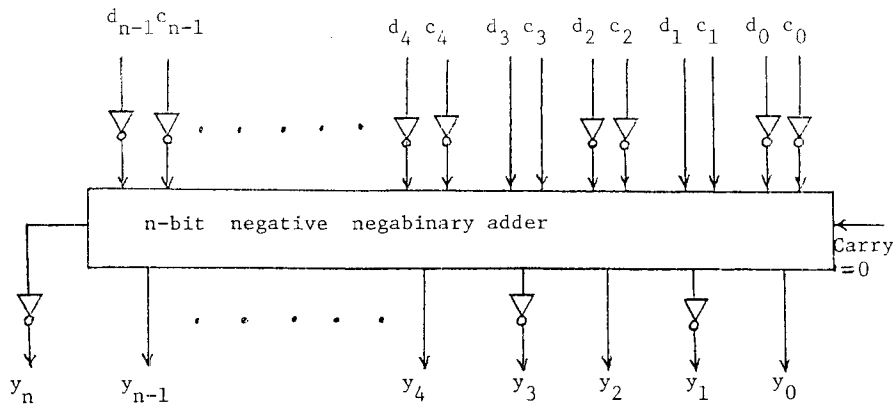 d_{n-1} c_{n-1} d_4 c_4 d_3 c_3 d_2 c_2 d_1 c_1 d_0 c_0
n-bit negative negabinary adder
Carry
=0
y_n y_{n-1} y_4 y_3 y_2 y_1 y_0